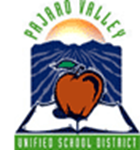 PAJARO VALLEY
UNIFIED SCHOOL DISTRICT